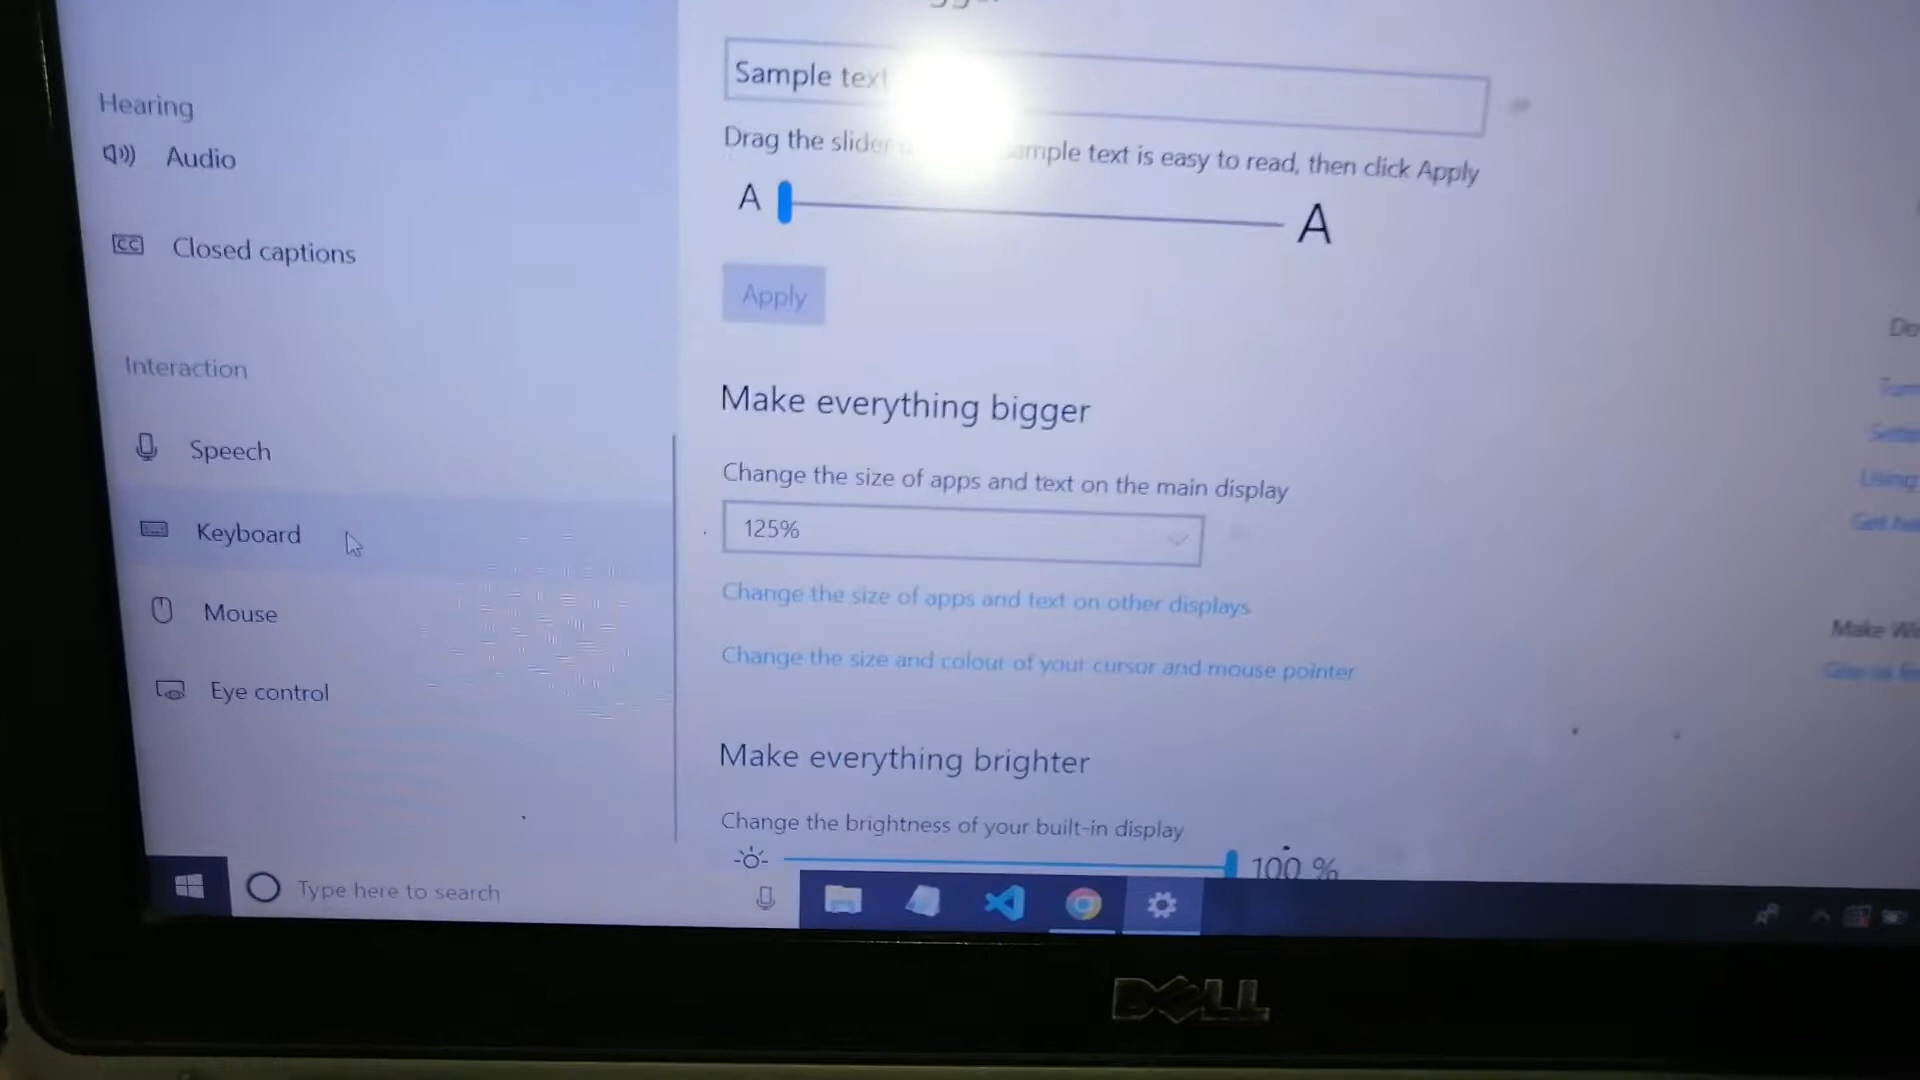 Hearing
Audio
CC
Closed captions
Interaction
Speech
Keyboard
Mouse
Eye control
Sample text
Drag the slider sample text is easy to read, then click Apply
A A
Apply
Make everything bigger
Change the size of apps and text on the main display
125%
Change the size of apps and text on other displays
Change the size and colour of your cursor and mouse pointer
Make everything brighter
Change the brightness of your built-in display
100 %
Using
Make
Type here to search
DELL